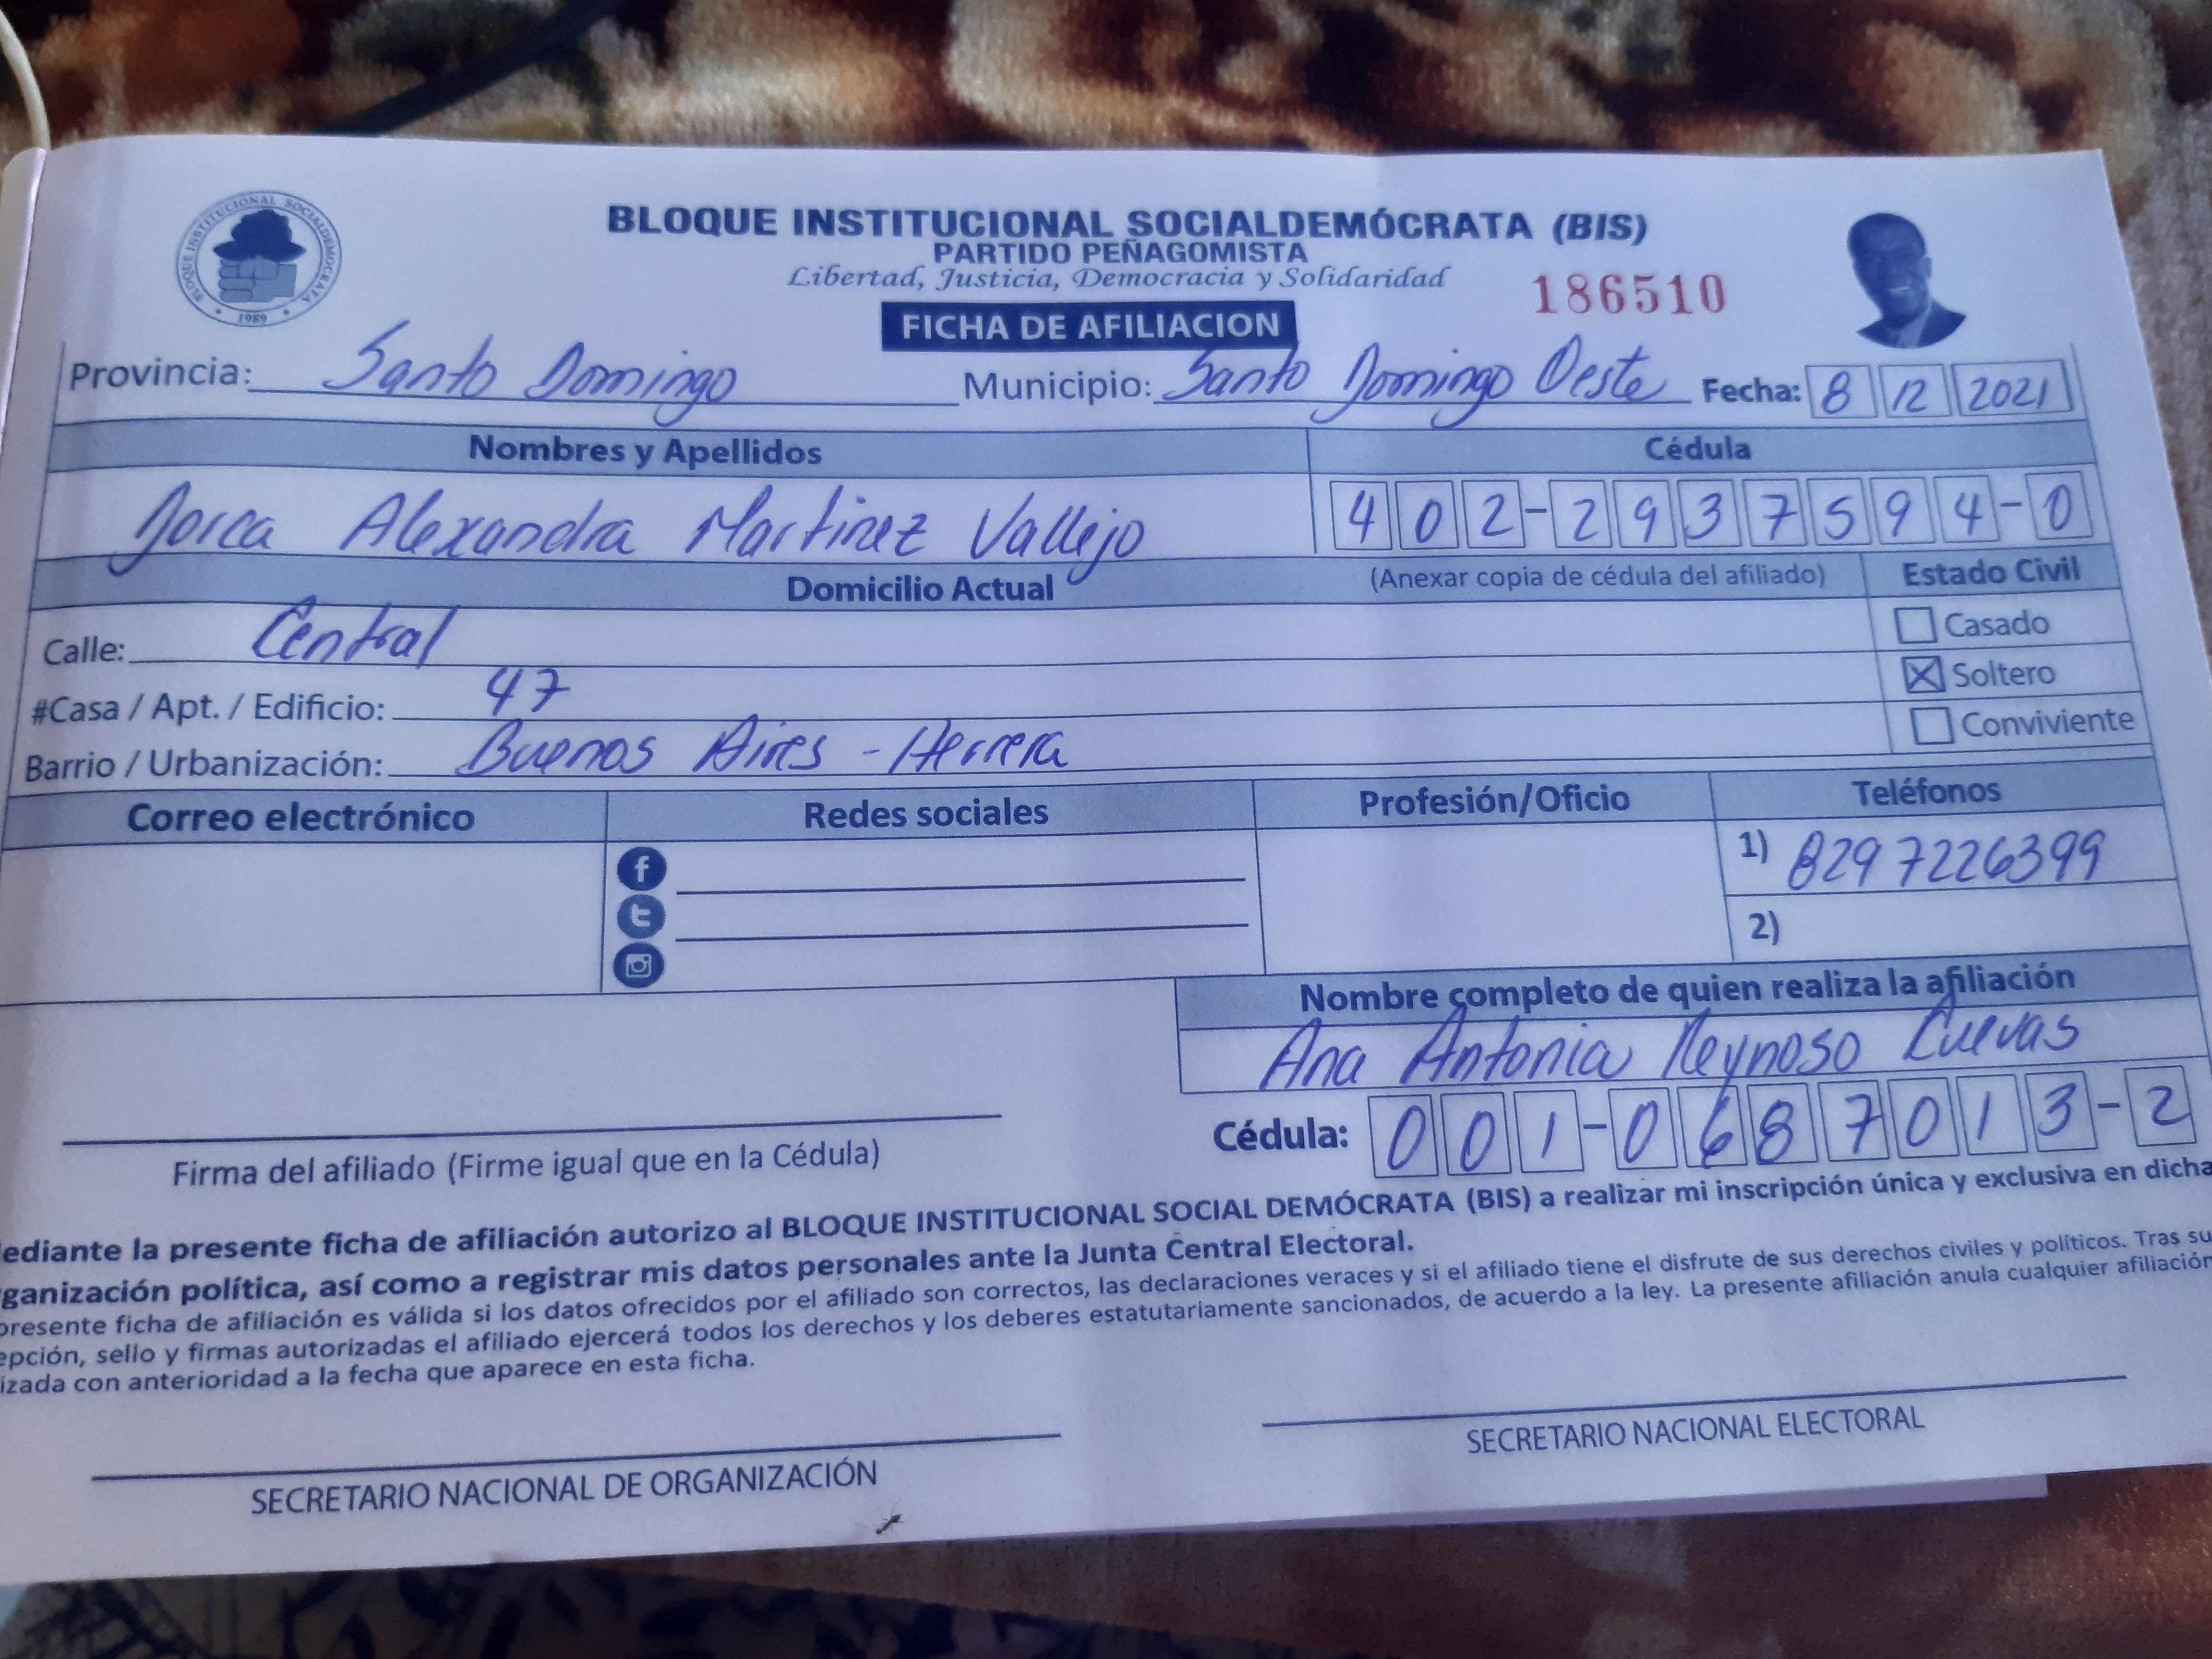 BLOQUE INSTITUCIONAL SOCIALDEMOCRATA
1989
BLOQUE INSTITUCIONAL SOCIALDEMÓCRATA (BIS)
PARTIDO PEÑAGOMISTA
Libertad, Justicia, Democracia y Solidaridad
186510
FICHA DE AFILIACION
Provincia: Santo Domingo Municipio: Santo Domingo Oeste Fecha: 8 12 2021
Nombres y Apellidos Cédula
Dorca Alexandra Martinez Vallejo 402-2937594-0
Domicilio Actual (Anexar copia de cédula del afiliado) Estado Civil
Calle: Central Casado
#Casa / Apt. / Edificio: 47 Soltero
Barrio / Urbanización: Buenos Aires - Herrera Conviviente
Correo electrónico Redes sociales Profesión/Oficio Teléfonos
1) 829 7226399
2)
Nombre completo de quien realiza la afiliación
Ana Antonia Reynoso Cuevas
Cédula: 001-0687013-2
Firma del afiliado (Firme igual que en la Cédula)
ediante la presente ficha de afiliación autorizo al BLOQUE INSTITUCIONAL SOCIAL DEMÓCRATA (BIS) a realizar mi inscripción única y exclusiva en dicha
ganización política, así como a registrar mis datos personales ante la Junta Central Electoral.
presente ficha de afiliación es válida si los datos ofrecidos por el afiliado son correctos, las declaraciones veraces y si el afiliado tiene el disfrute de sus derechos civiles y políticos. Tras su
epción, sello y firmas autorizadas el afiliado ejercerá todos los derechos y los deberes estatutariamente sancionados, de acuerdo a la ley. La presente afiliación anula cualquier afiliación
izada con anterioridad a la fecha que aparece en esta ficha.
SECRETARIO NACIONAL DE ORGANIZACIÓN SECRETARIO NACIONAL ELECTORAL